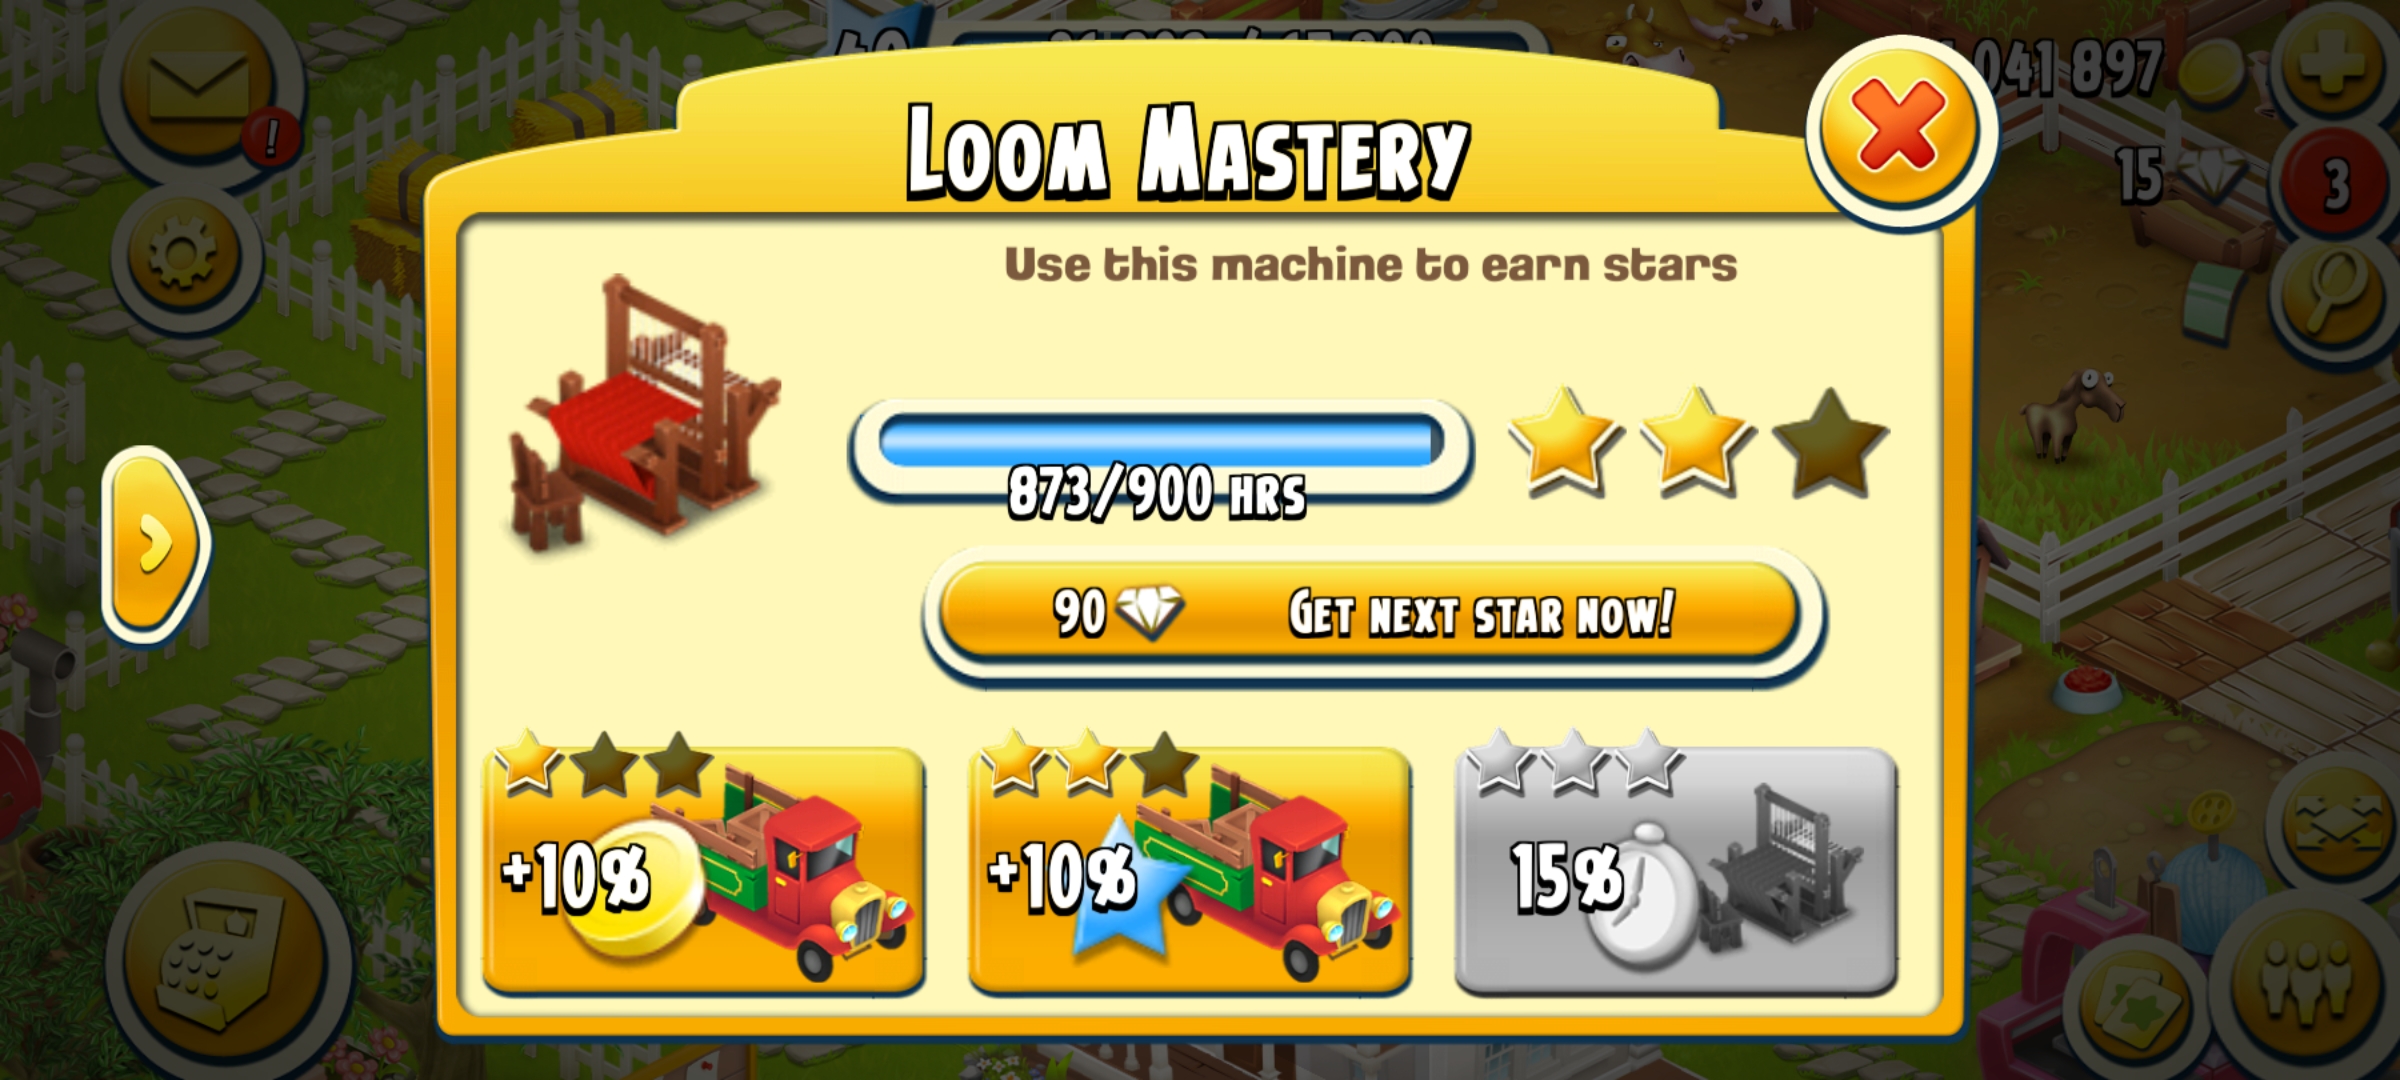 041 897
15
3
!
Loom Mastery
Use this machine to earn stars
873/900 hrs
90 Get next star now!
+10%
+10%
15%